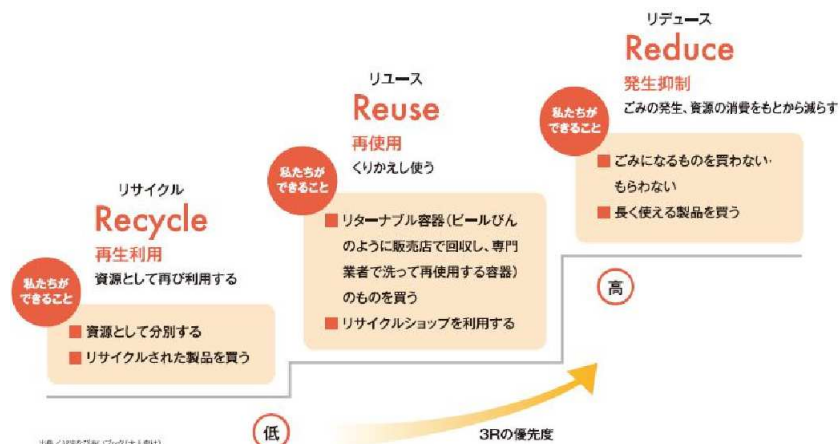 リデュース
Reduce
発生抑制
ごみの発生、資源の消費をもとから減らす
私たちが
できること
■ ごみになるものを買わない・
もらわない
■ 長く使える製品を買う
リユース
Reuse
再使用
くりかえし使う
私たちが
できること
■ リターナブル容器(ビールびん
のように販売店で回収し、専門
業者で洗って再使用する容器)
のものを買う
■ リサイクルショップを利用する
リサイクル
Recycle
再生利用
資源として再び利用する
私たちが
できること
■ 資源として分別する
■ リサイクルされた製品を買う
高
低
3Rの優先度